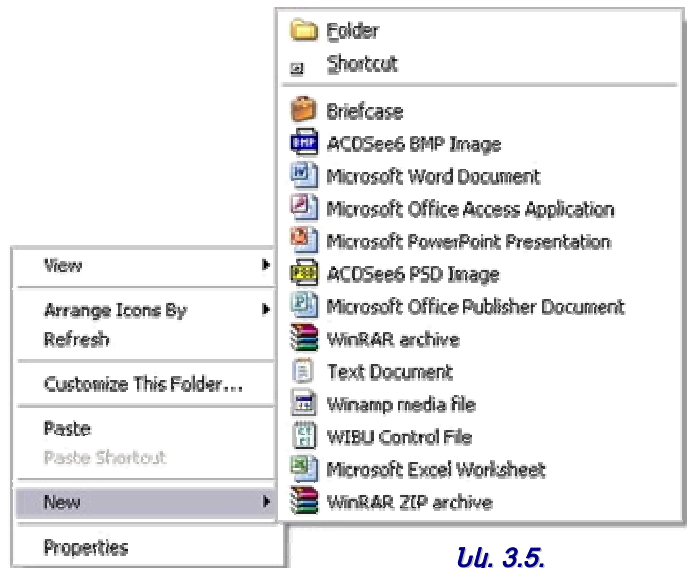 Folder
Shortcut
Briefcase
ACDSee6 BMP Image
Microsoft Word Document
Microsoft Office Access Application
Microsoft PowerPoint Presentation
ACDSee6 PSD Image
Microsoft Office Publisher Document
WinRAR archive
Text Document
Winamp media file
WIBU Control File
Microsoft Excel Worksheet
WinRAR ZIP archive
View
Arrange Icons By
Refresh
Customize This Folder...
Paste
Paste Shortcut
New
Properties
Նկ. 3.5.